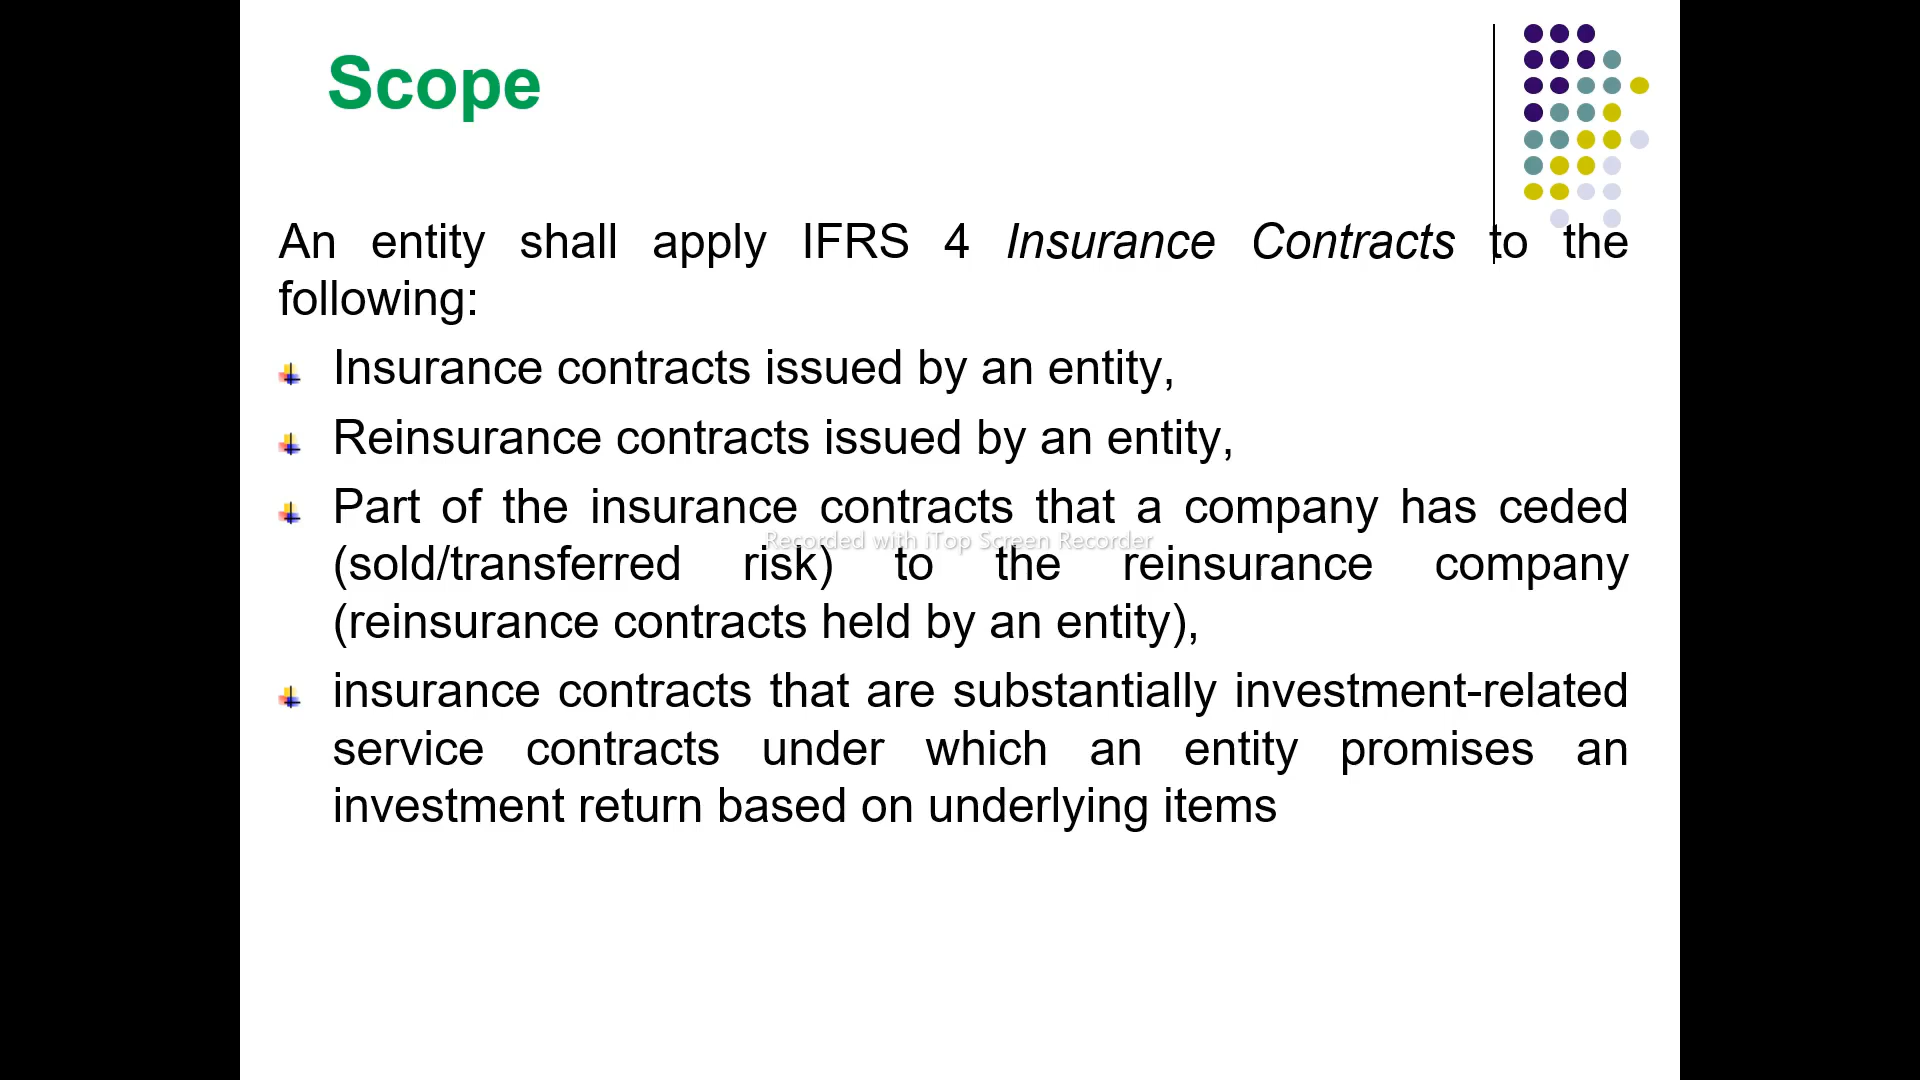 Scope
An entity shall apply IFRS 4 Insurance Contracts to the
following:
Insurance contracts issued by an entity,
Reinsurance contracts issued by an entity,
Part of the insurance contracts that a company has ceded
Recorded with iTop Screen Recorder
(sold/transferred risk) to the reinsurance company
(reinsurance contracts held by an entity),
insurance contracts that are substantially investment-related
service contracts under which an entity promises an
investment return based on underlying items